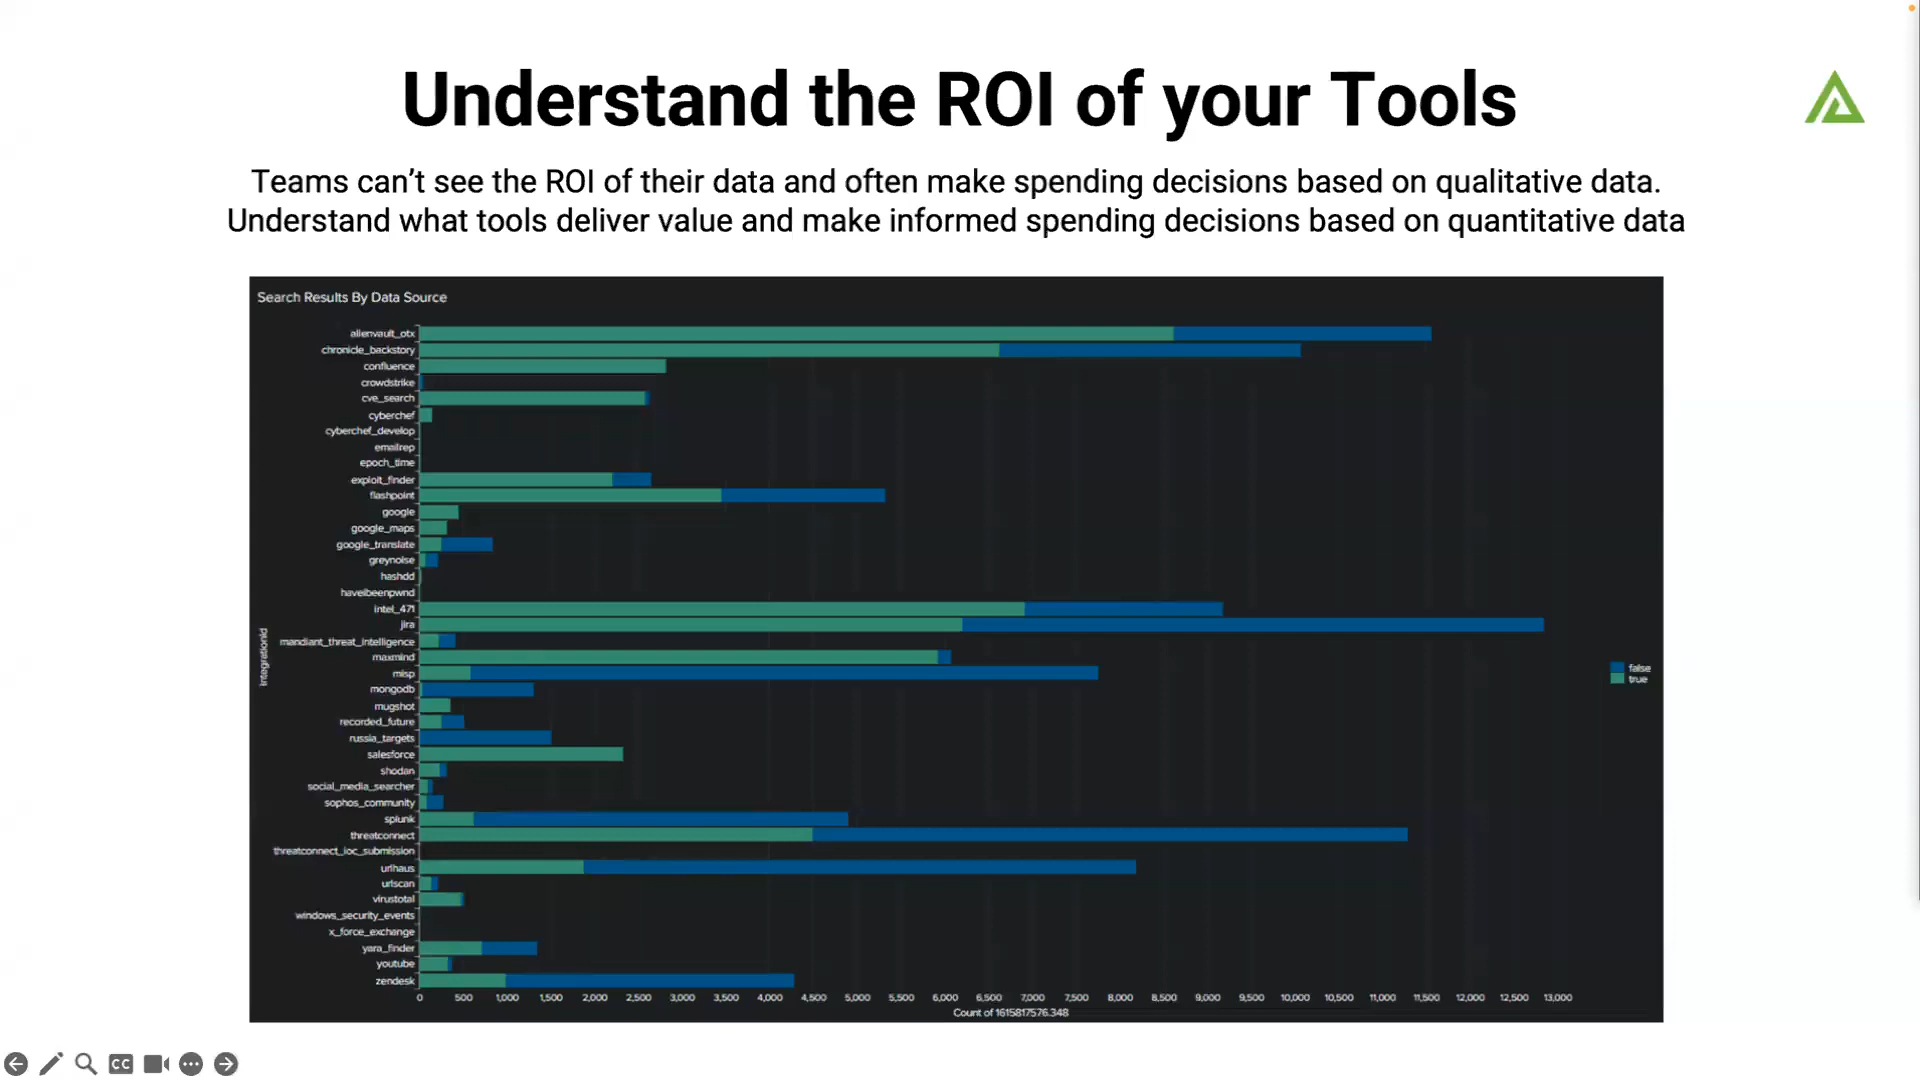 Understand the ROI of your Tools
Teams can’t see the ROI of their data and often make spending decisions based on qualitative data.
Understand what tools deliver value and make informed spending decisions based on quantitative data
Search Results By Data Source
alienvault_otx
chronicle_backstory
confluence
crowdstrike
cve_search
cyberchef
cyberchef_develop
emailrep
epoch_time
exploit_finder
flashpoint
google
google_maps
google_translate
greynoise
hashdd
haveibeenpwnd
intel_471
jira
mandiant_threat_intelligence
maxmind
misp
mongodb
mugshot
recorded_future
russia_targets
salesforce
shodan
social_media_searcher
sophos_community
splunk
threatconnect
threatconnect_ioc_submission
urlhaus
urlscan
virustotal
windows_security_events
x_force_exchange
yara_finder
youtube
zendesk
IntegrationId
false
true
0 500 1,000 1,500 2,000 2,500 3,000 3,500 4,000 4,500 5,000 5,500 6,000 6,500 7,000 7,500 8,000 8,500 9,000 9,500 10,000 10,500 11,000 11,500 12,000 12,500 13,000
Count of 1615817576.348
CC